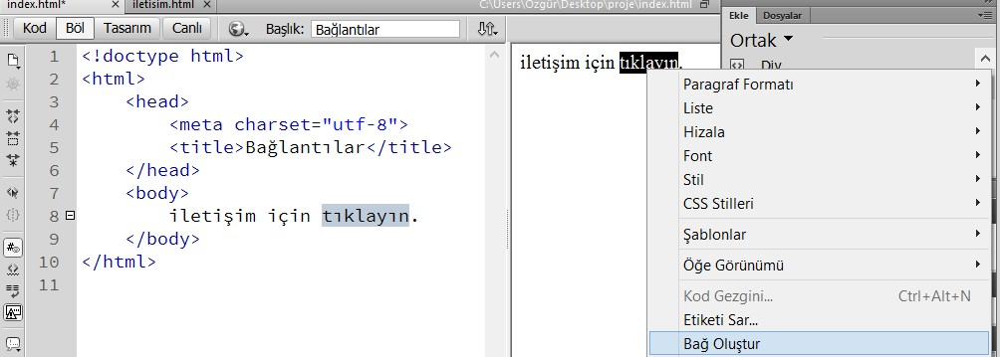 index.html* × iletisim.html ×
C:\Users\Özgür\Desktop\proje\index.html
Kod Böl Tasarım Canlı Başlık: Bağlantılar
1 <!doctype html>
2 <html>
3 <head>
4 <meta charset="utf-8">
5 <title>Bağlantılar</title>
6 </head>
7 <body>
8 iletişim için tıklayın.
9 </body>
10 </html>
11
iletişim için tıklayın.
Ekle Dosyalar
Ortak
Div
Paragraf Formatı
Liste
Hizala
Font
Stil
CSS Stilleri
Şablonlar
Öğe Görünümü
Kod Gezgini... Ctrl+Alt+N
Etiketi Sar...
Bağ Oluştur